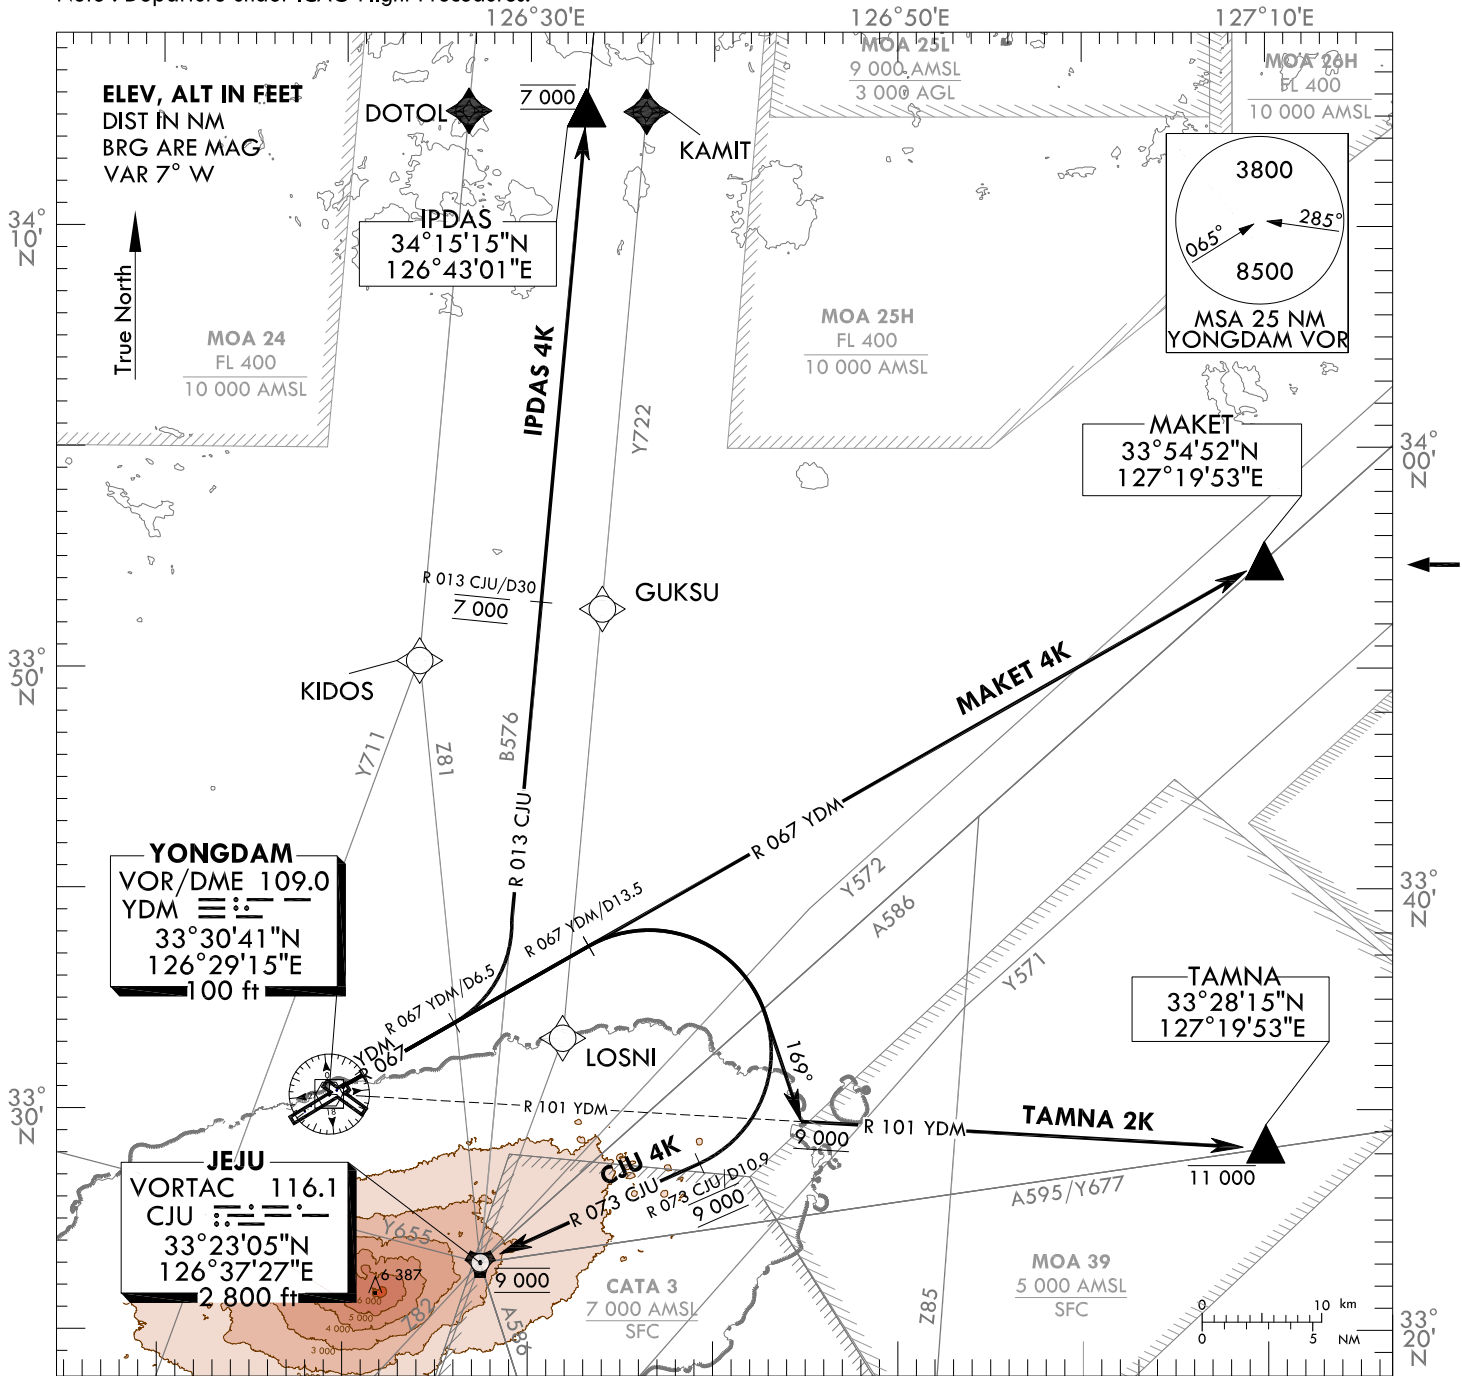 126°30'E
126°50'E
127°10'E
ELEV, ALT IN FEET
DIST IN NM
BRG ARE MAG
VAR 7° W
True North
DOTOL
7 000
KAMIT
MOA 25L
9 000 AMSL
3 000 AGL
MOA 26H
FL 400
10 000 AMSL
3800
065°
285°
8500
MSA 25 NM
YONGDAM VOR
34°
10'
N
IPDAS
34°15'15"N
126°43'01"E
MOA 24
FL 400
10 000 AMSL
IPDAS 4K
MOA 25H
FL 400
10 000 AMSL
Y722
MAKET
33°54'52"N
127°19'53"E
34°
00'
N
R 013 CJU/D30
7 000
GUKSU
KIDOS
33°
50'
N
MAKET 4K
Y711
Z81
B576
R 013 CJU
R 067 YDM
YONGDAM
VOR/DME 109.0
YDM
33°30'41"N
126°29'15"E
100 ft
Y572
A586
33°
40'
N
R 067 YDM/D13.5
R 067 YDM/D6.5
Y571
TAMNA
33°28'15"N
127°19'53"E
YDM
R 067
LOSNI
169°
0
18
33°
30'
N
R 101 YDM
9 000
R 101 YDM
TAMNA 2K
11 000
CJU 4K
R 073 CJU
R 073 CJU/D10.9
9 000
A595/Y677
JEJU
VORTAC 116.1
CJU
33°23'05"N
126°37'27"E
2 800 ft
Y655
6 387
5 000
4 000
3 000
Z82
9 000
A586
CATA 3
7 000 AMSL
SFC
Z85
MOA 39
5 000 AMSL
SFC
0 10 km
0 5 NM
33°
20'
N